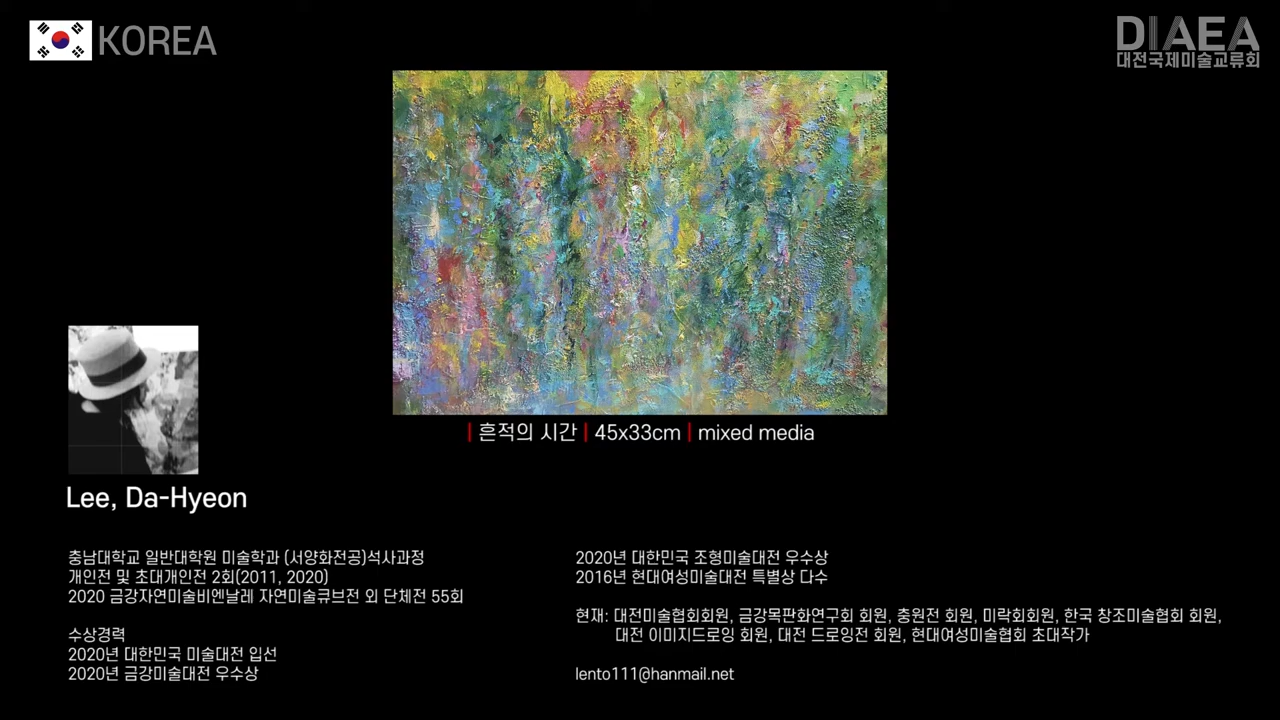 KOREA
DIAEA
대전국제미술교류회
| 흔적의 시간 | 45x33cm | mixed media
Lee, Da-Hyeon
충남대학교 일반대학원 미술학과 (서양화전공)석사과정
개인전 및 초대개인전 2회(2011, 2020)
2020 금강자연미술비엔날레 자연미술큐브전 외 단체전 55회
수상경력
2020년 대한민국 미술대전 입선
2020년 금강미술대전 우수상
2020년 대한민국 조형미술대전 우수상
2016년 현대여성미술대전 특별상 다수
현재: 대전미술협회회원, 금강목판화연구회 회원, 충원전 회원, 미락회회원, 한국 창조미술협회 회원,
대전 이미지드로잉 회원, 대전 드로잉전 회원, 현대여성미술협회 초대작가
lento111@hanmail.net